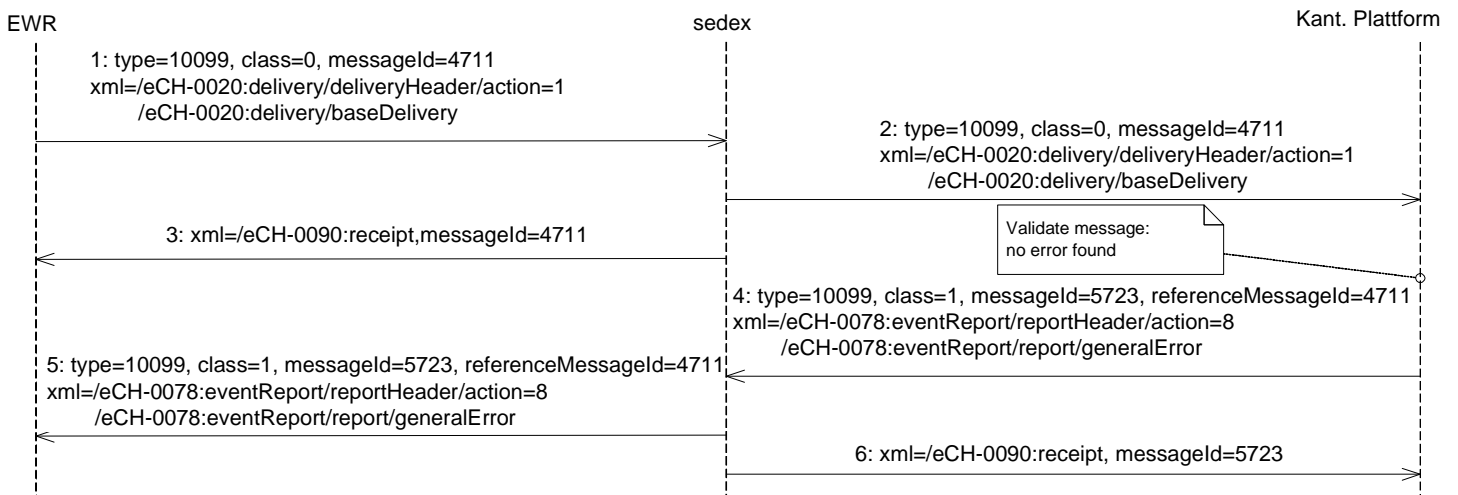 EWR
sedex
Kant. Plattform
1: type=10099, class=0, messageId=4711
xml=/eCH-0020:delivery/deliveryHeader/action=1
/eCH-0020:delivery/baseDelivery
2: type=10099, class=0, messageId=4711
xml=/eCH-0020:delivery/deliveryHeader/action=1
/eCH-0020:delivery/baseDelivery
3: xml=/eCH-0090:receipt,messageId=4711
Validate message:
no error found
4: type=10099, class=1, messageId=5723, referenceMessageId=4711
xml=/eCH-0078:eventReport/reportHeader/action=8
/eCH-0078:eventReport/report/generalError
5: type=10099, class=1, messageId=5723, referenceMessageId=4711
xml=/eCH-0078:eventReport/reportHeader/action=8
/eCH-0078:eventReport/report/generalError
6: xml=/eCH-0090:receipt, messageId=5723